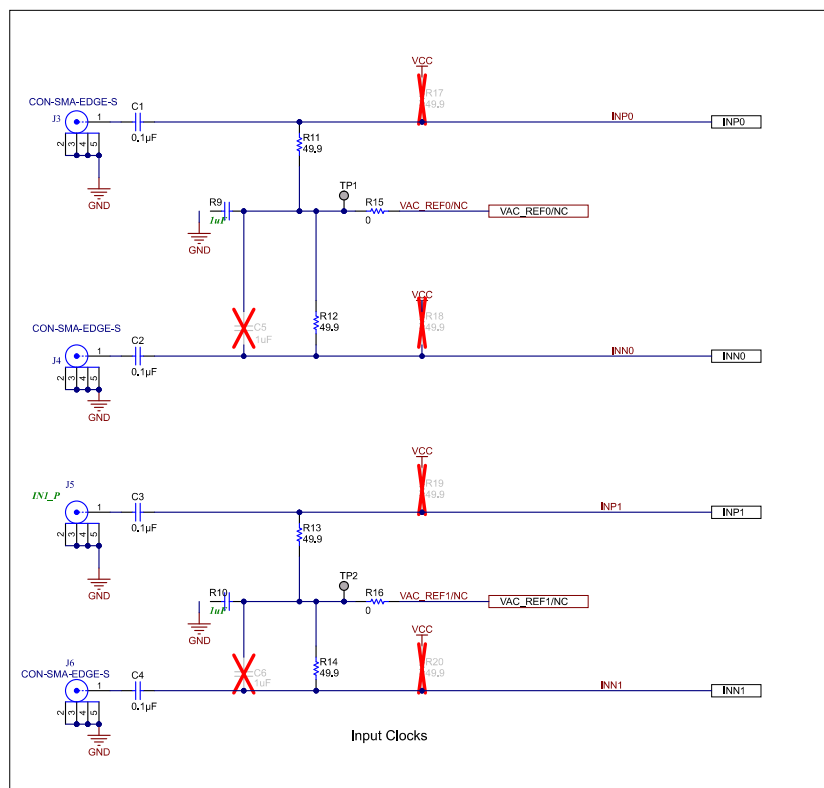 VCC
R17
49.9
CON-SMA-EDGE-S
J3
1
C1
0.1µF
INP0
INP0
2 3 4 5
GND
R11
49.9
R9
1uF
GND
TP1
R15
0
VAC_REF0/NC
VAC_REF0/NC
VCC
R18
49.9
CON-SMA-EDGE-S
J4
1
C2
0.1µF
C5
1uF
R12
49.9
INN0
INN0
2 3 4 5
GND
VCC
R19
49.9
J5
IN1_P
1
C3
0.1µF
INP1
INP1
2 3 4 5
GND
R13
49.9
R10
1uF
GND
TP2
R16
0
VAC_REF1/NC
VAC_REF1/NC
VCC
R20
49.9
J6
CON-SMA-EDGE-S
1
C4
0.1µF
C6
1uF
R14
49.9
INN1
INN1
2 3 4 5
GND
Input Clocks